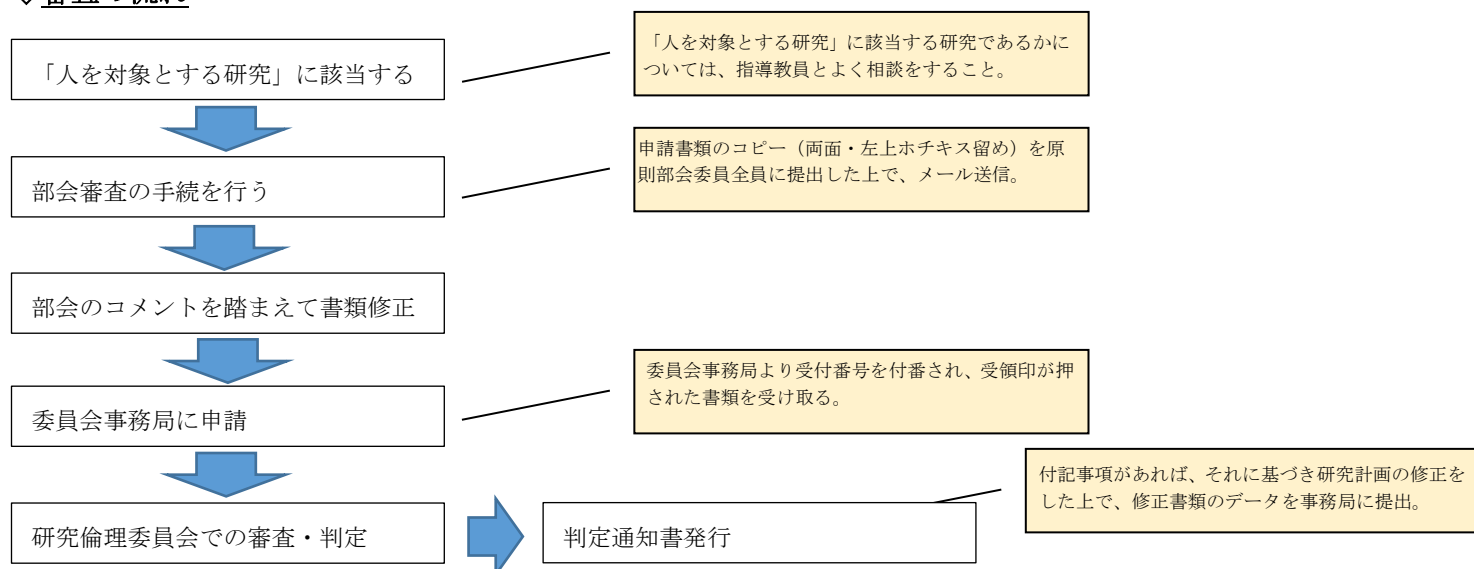 「人を対象とする研究」に該当する
「人を対象とする研究」に該当する研究であるかに
ついては、指導教員とよく相談をすること。
部会審査の手続を行う
申請書類のコピー（両面・左上ホチキス留め）を原
則部会委員全員に提出した上で、メール送信。
部会のコメントを踏まえて書類修正
委員会事務局に申請
委員会事務局より受付番号を付番され、受領印が押
された書類を受け取る。
研究倫理委員会での審査・判定
判定通知書発行
付記事項があれば、それに基づき研究計画の修正を
した上で、修正書類のデータを事務局に提出。